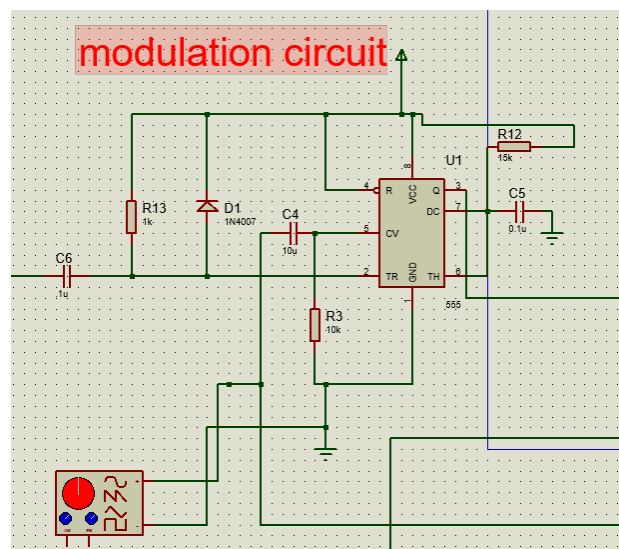 modulation circuit
R12
15k
U1
R13
1k
D1
1N4007
C4
10u
4
R
VCC
8
Q
3
DC
7
C5
0.1u
5
CV
C6
1u
2
TR
GND
1
TH
6
555
R3
10k
+
-